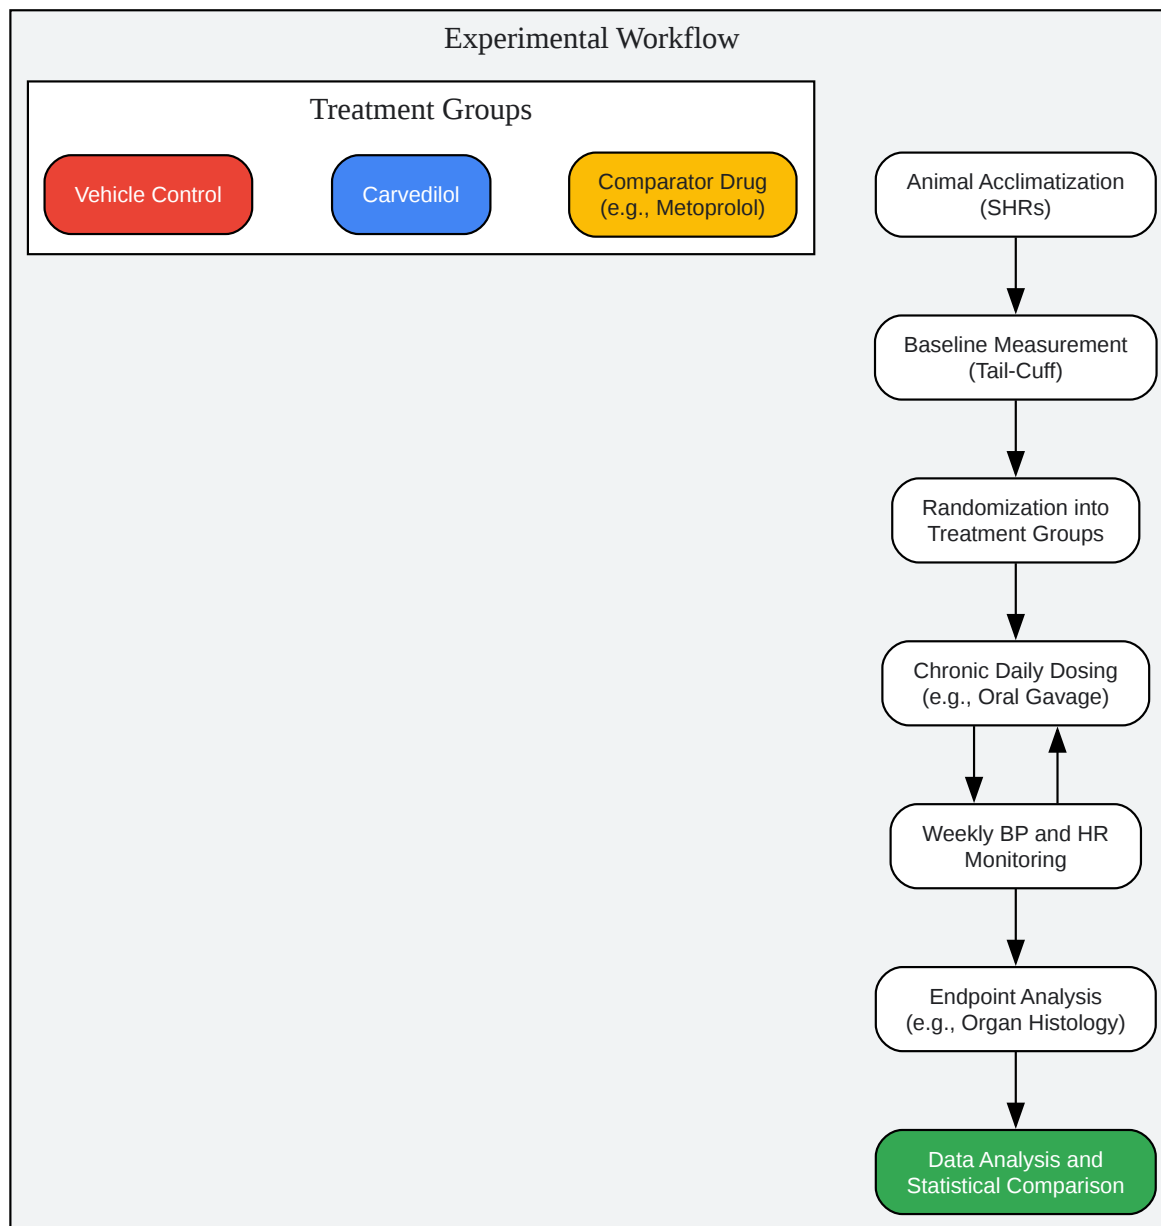 Experimental Workflow
Treatment Groups
Vehicle Control
Carvedilol
Comparator Drug
(e.g., Metoprolol)
Animal Acclimatization
(SHRs)
Baseline Measurement
(Tail-Cuff)
Randomization into
Treatment Groups
Chronic Daily Dosing
(e.g., Oral Gavage)
Weekly BP and HR
Monitoring
Endpoint Analysis
(e.g., Organ Histology)
Data Analysis and
Statistical Comparison